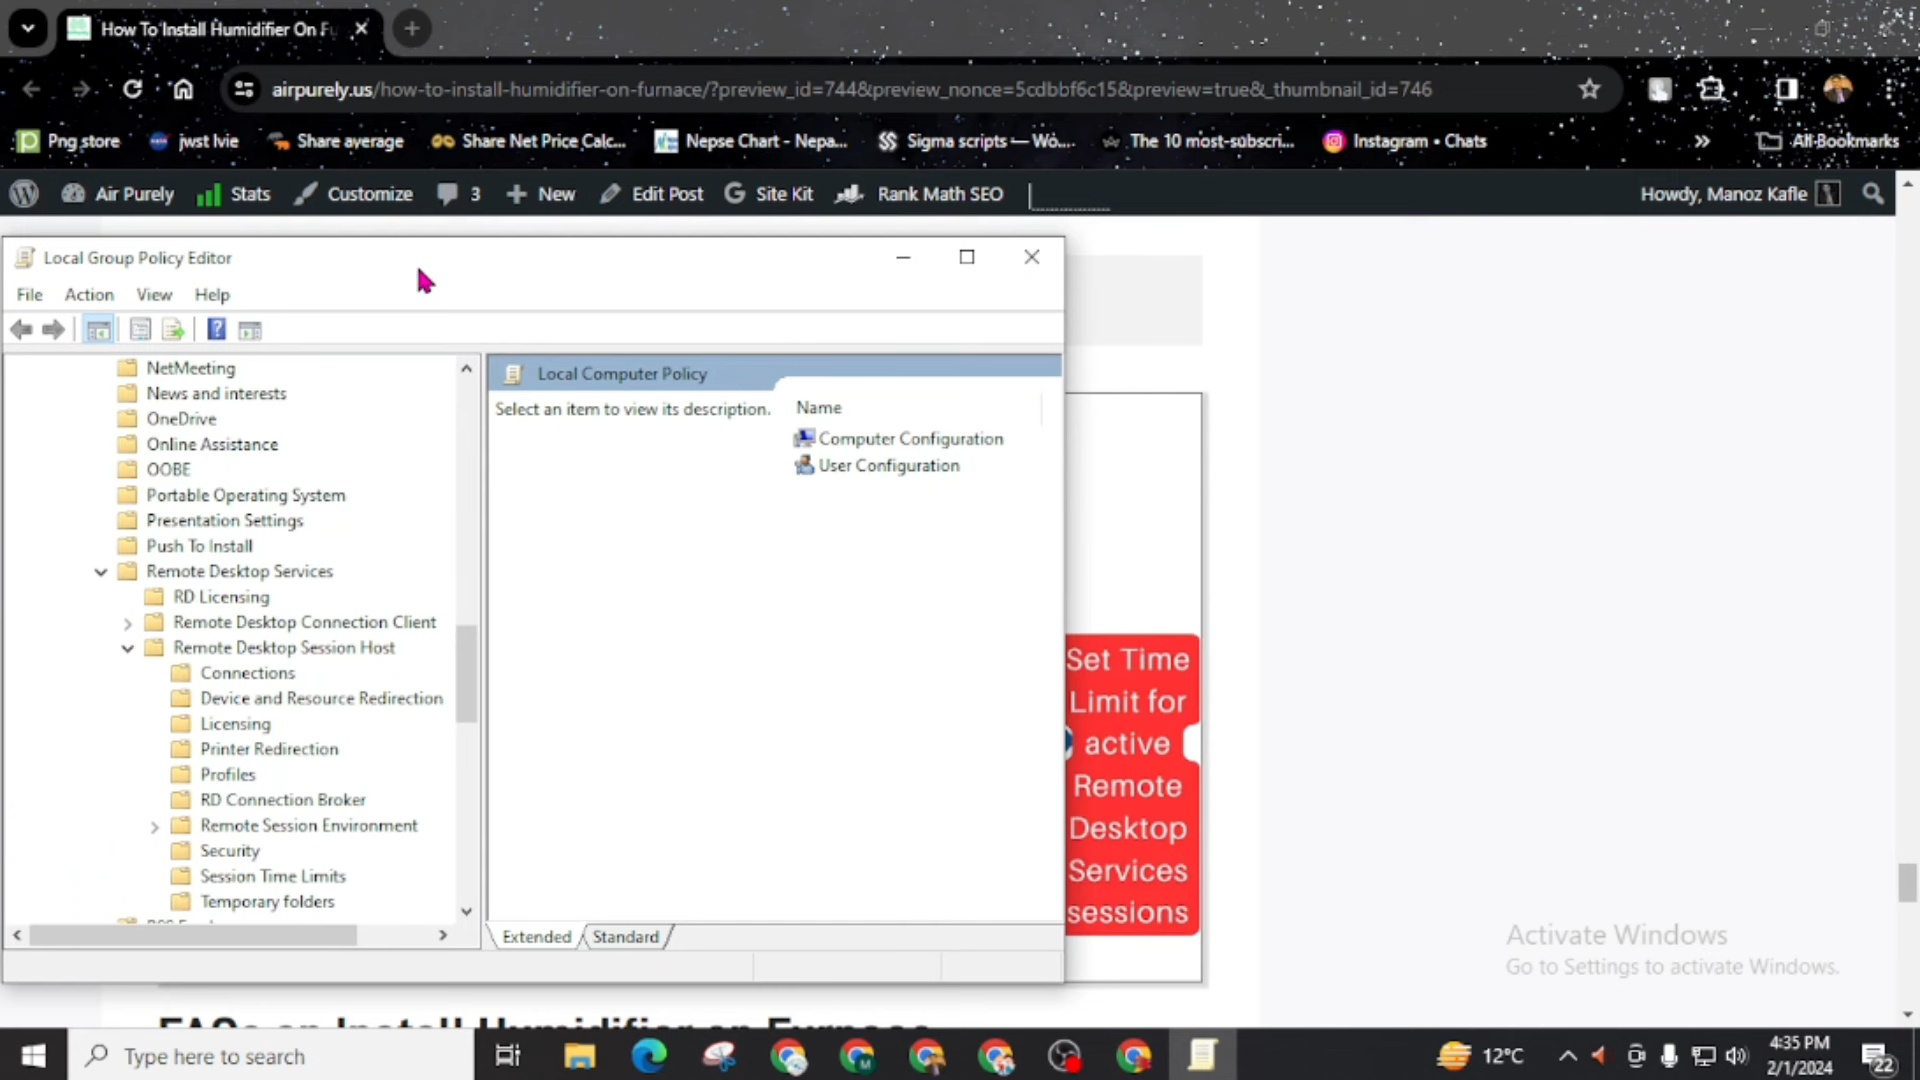 How To Install Humidifier On Fu
airpurely.us/how-to-install-humidifier-on-furnace/?preview_id=744&preview_nonce=5cdbbf6c15&preview=true&_thumbnail_id=746
Png store
jwst lvie
Share average
Share Net Price Calc...
Nepse Chart - Nepa...
Sigma scripts — Wo...
The 10 most-subscri...
Instagram • Chats
»
All Bookmarks
Air Purely
Stats
Customize
3
New
Edit Post
Site Kit
Rank Math SEO
Howdy, Manoz Kafle
Local Group Policy Editor
File Action View Help
NetMeeting
News and interests
OneDrive
Online Assistance
OOBE
Portable Operating System
Presentation Settings
Push To Install
Remote Desktop Services
RD Licensing
Remote Desktop Connection Client
Remote Desktop Session Host
Connections
Device and Resource Redirection
Licensing
Printer Redirection
Profiles
RD Connection Broker
Remote Session Environment
Security
Session Time Limits
Temporary folders
Local Computer Policy
Select an item to view its description.
Name
Computer Configuration
User Configuration
Extended
Standard
Set Time
Limit for
active
Remote
Desktop
Services
sessions
Activate Windows
Go to Settings to activate Windows.
FAQs on Install Humidifier on Furnace
Type here to search
12°C
4:35 PM
2/1/2024
22